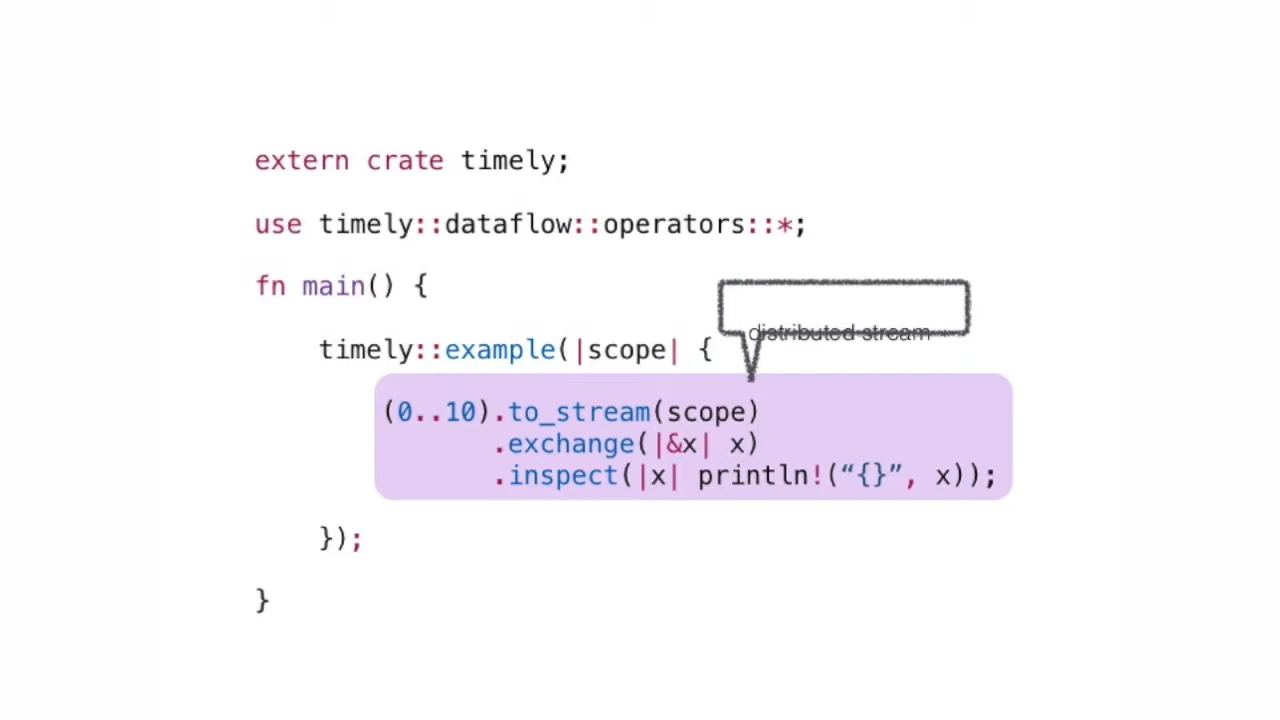 extern crate timely;
use timely::dataflow::operators::*;
fn main() {
distributed stream
timely::example(|scope| {
(0..10).to_stream(scope)
.exchange(|&x| x)
.inspect(|x| println!(“{}”, x));
});
}